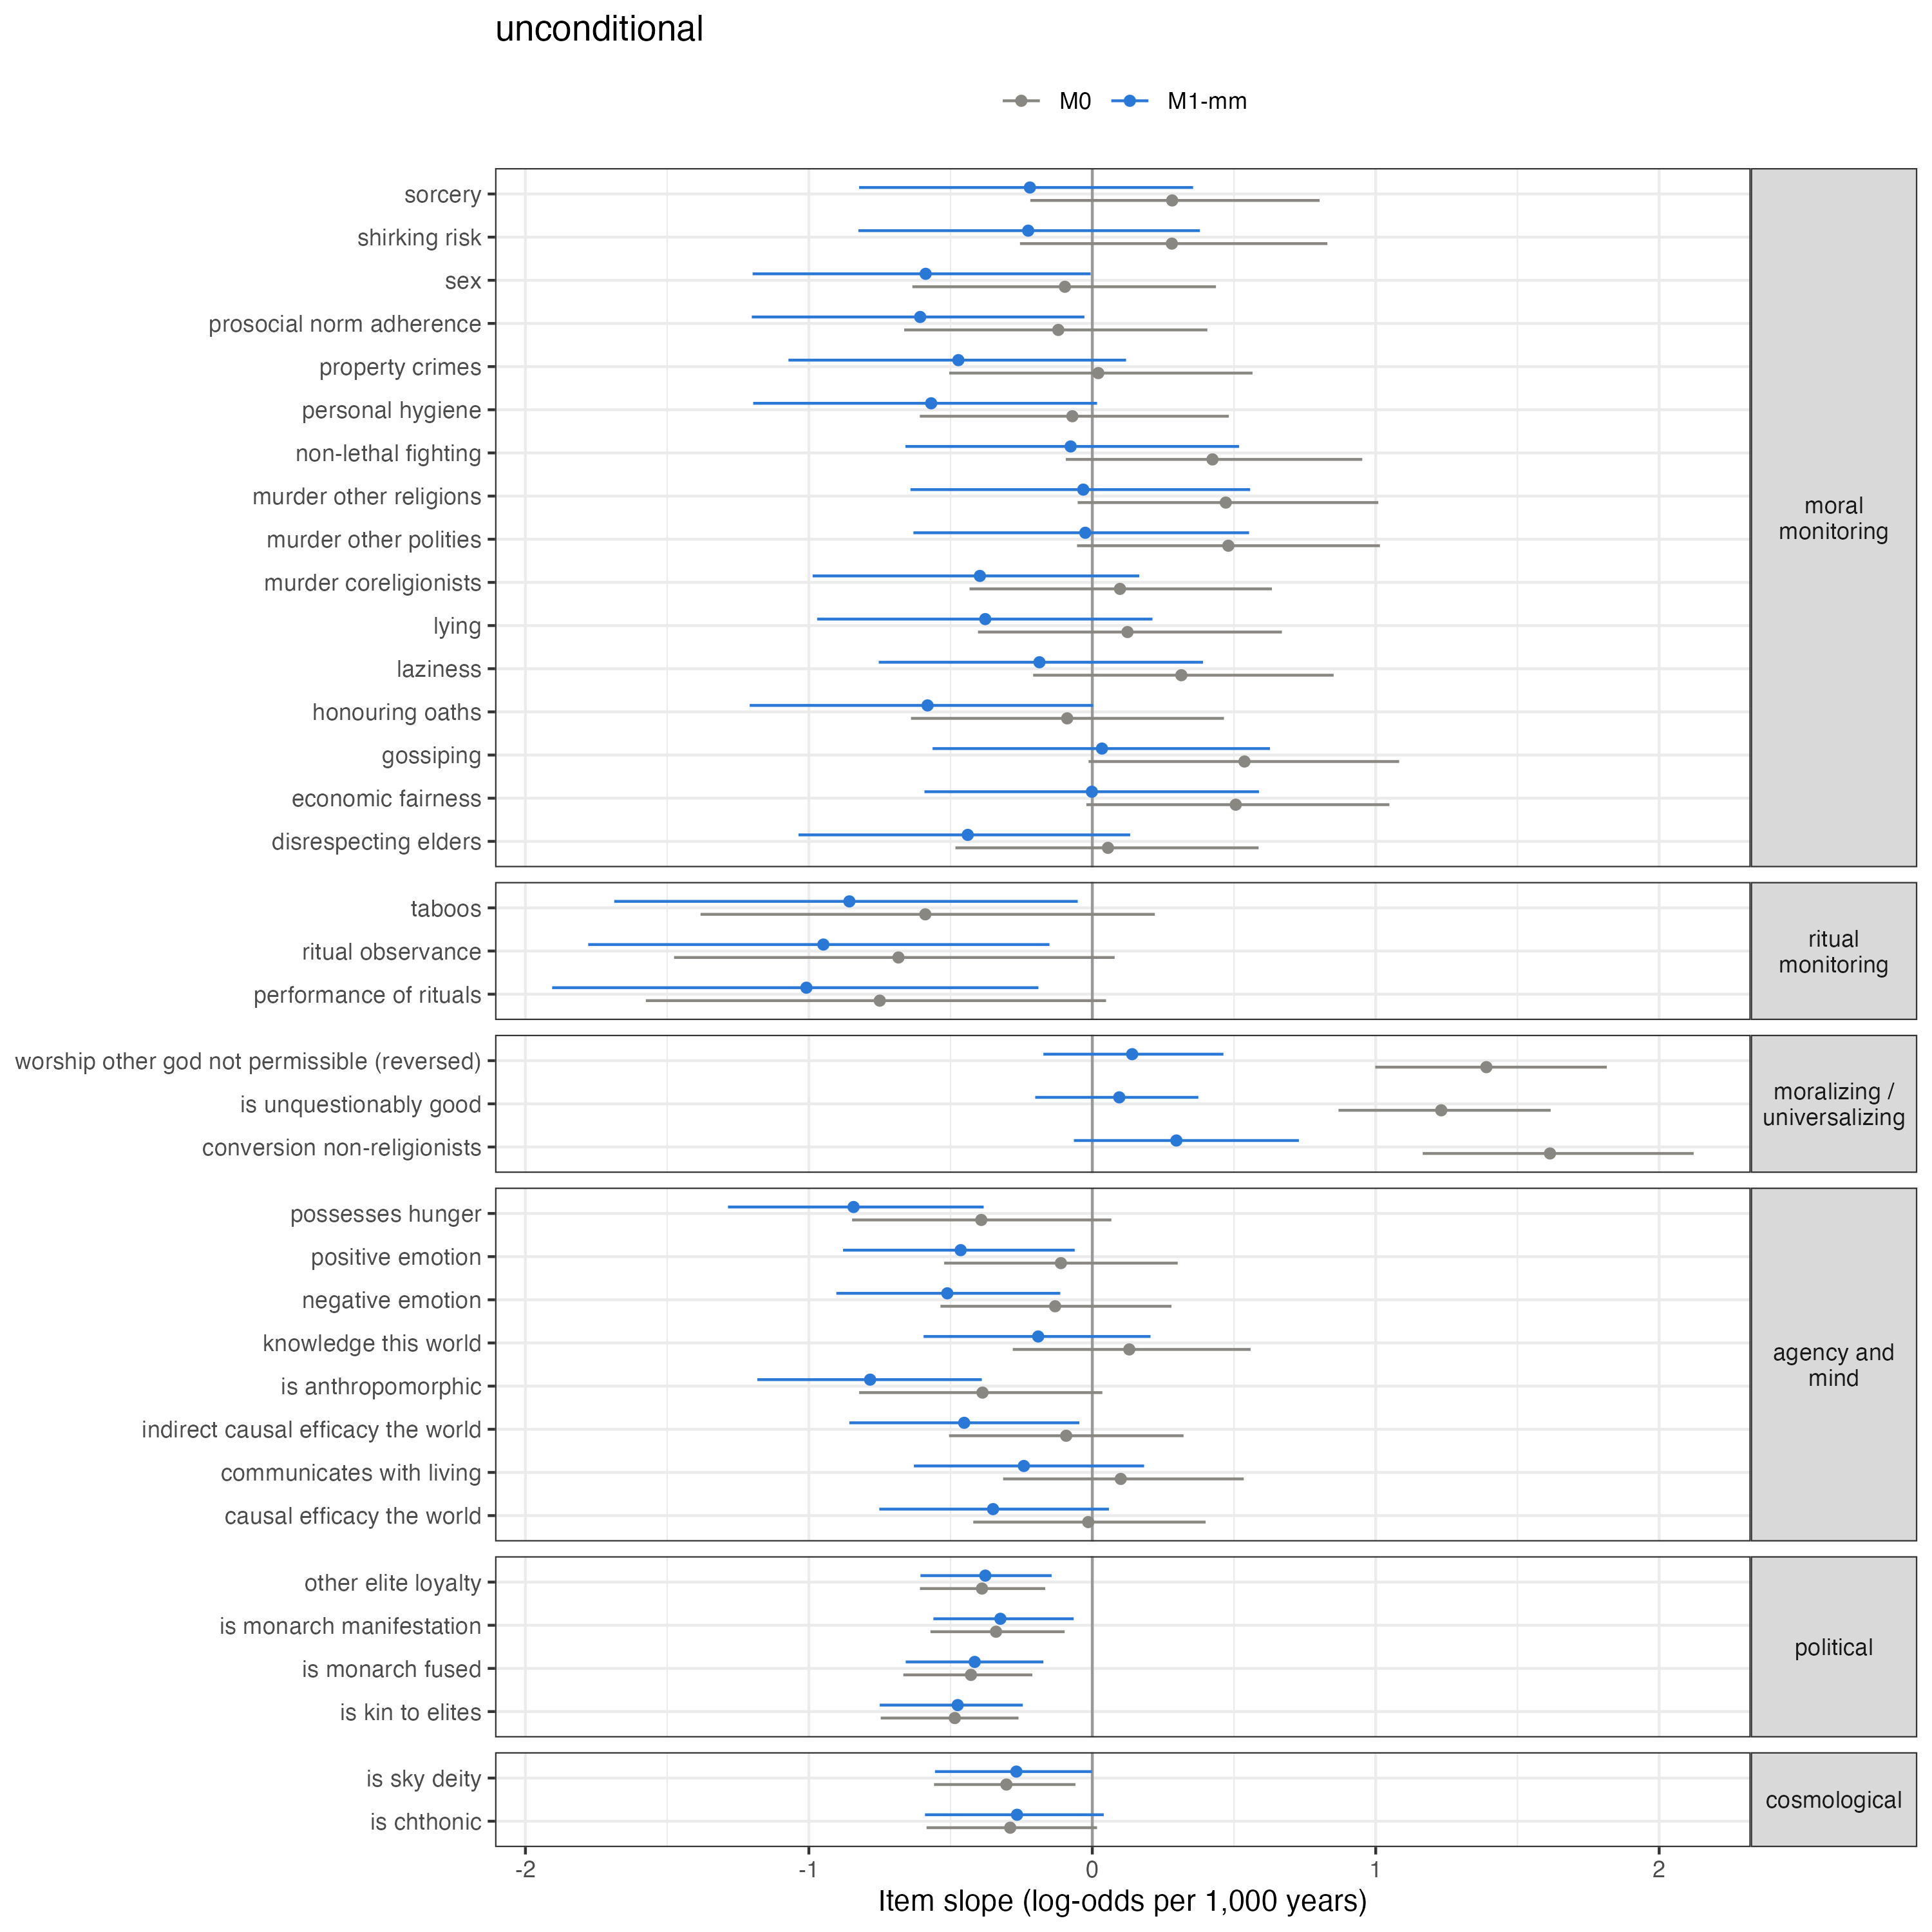 unconditional
M0
M1-mm
sorcery
shirking risk
sex
prosocial norm adherence
property crimes
personal hygiene
non-lethal fighting
murder other religions
murder other polities
murder coreligionists
lying
laziness
honouring oaths
gossiping
economic fairness
disrespecting elders
moral
monitoring
taboos
ritual observance
performance of rituals
ritual
monitoring
worship other god not permissible (reversed)
is unquestionably good
conversion non-religionists
moralizing /
universalizing
possesses hunger
positive emotion
negative emotion
knowledge this world
is anthropomorphic
indirect causal efficacy the world
communicates with living
causal efficacy the world
agency and
mind
other elite loyalty
is monarch manifestation
is monarch fused
is kin to elites
political
is sky deity
is chthonic
cosmological
-2 -1 0 1 2
Item slope (log-odds per 1,000 years)